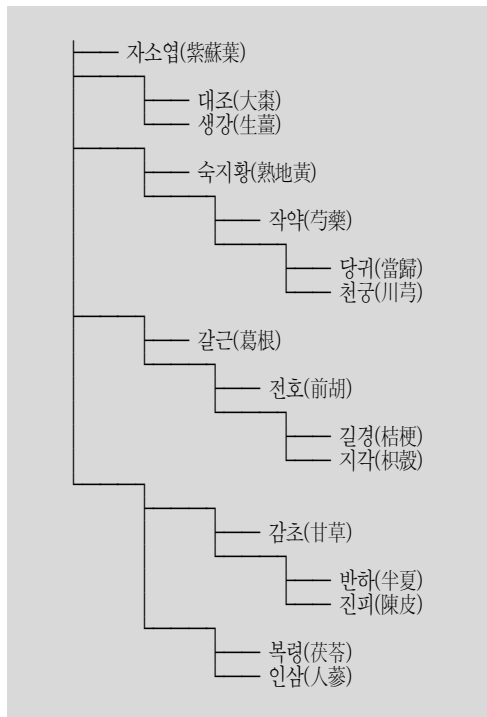 자소엽(紫蘇葉)
대조(大棗)
생강(生薑)
숙지황(熟地黃)
작약(芍藥)
당귀(當歸)
천궁(川芎)
갈근(葛根)
전호(前胡)
길경(桔梗)
지각(枳殼)
감초(甘草)
반하(半夏)
진피(陳皮)
복령(茯苓)
인삼(人蔘)